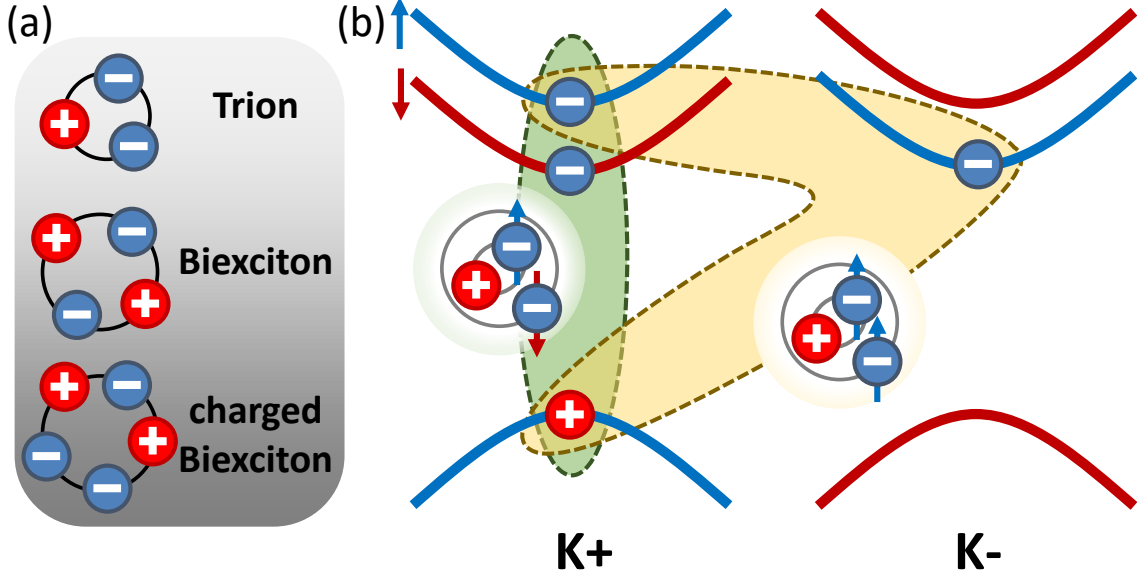 (a)
Trion
Biexciton
charged
Biexciton
(b)
K+
K-